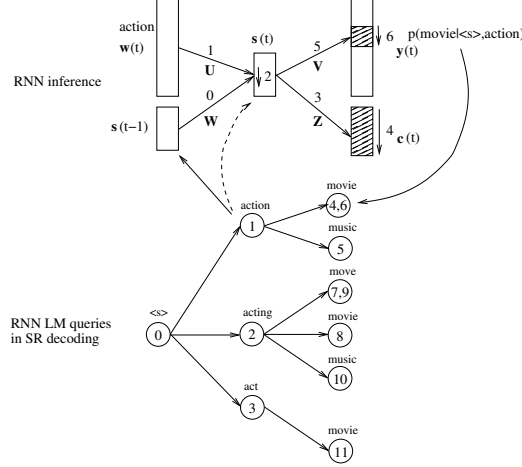 action
w(t)
1
U
s(t)
2
5
V
6
y(t)
p(movie|<s>,action)
RNN inference
0
W
3
Z
s(t−1)
4
c(t)
action
1
movie
4,6
music
5
move
7,9
<s>
0
acting
2
movie
8
RNN LM queries
in SR decoding
music
10
act
3
movie
11